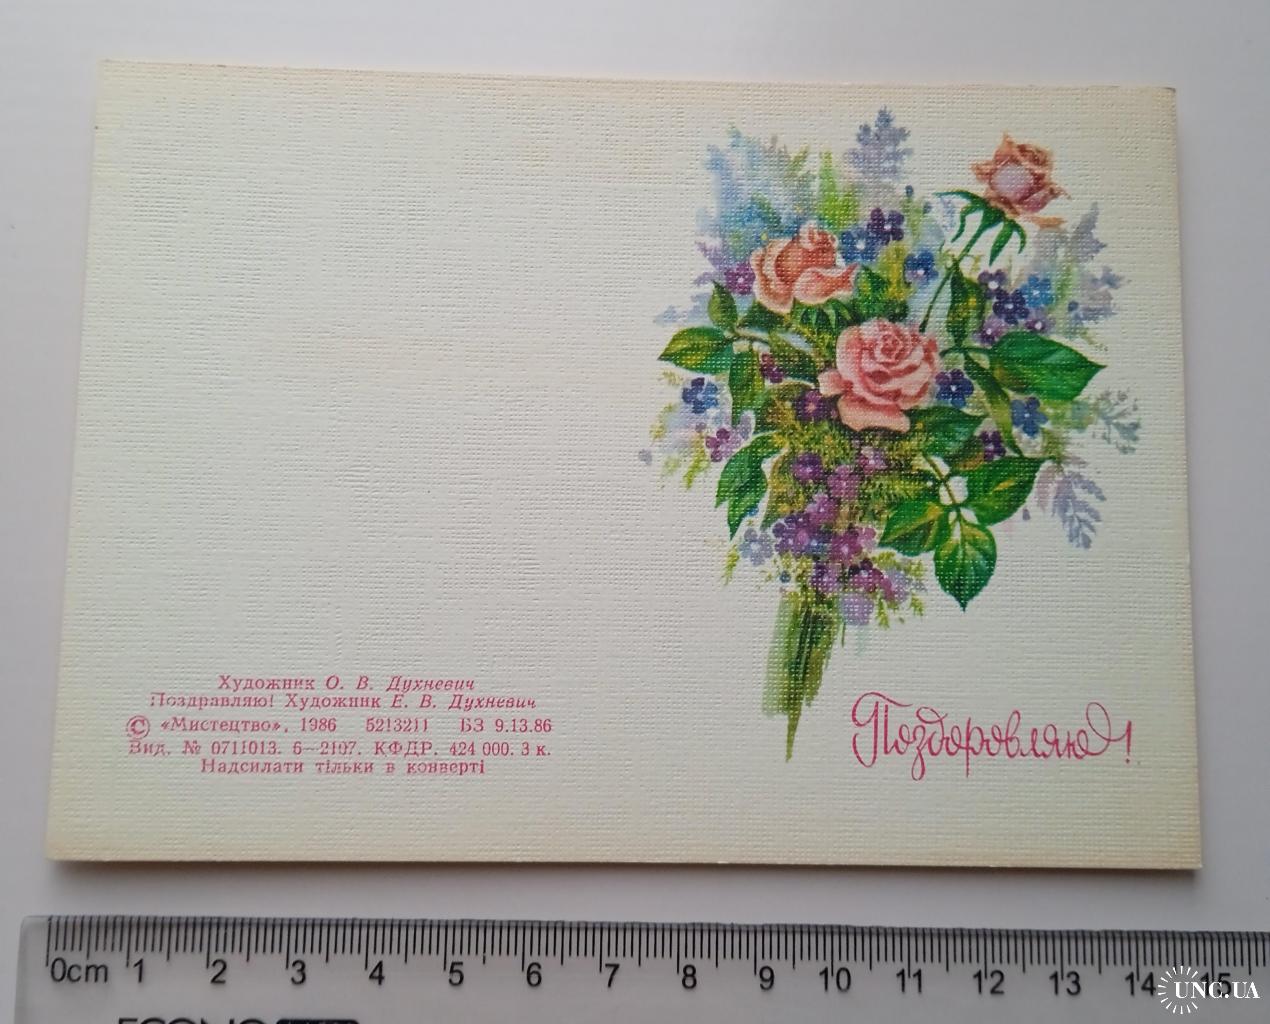 Художник О. В. Духневич
Поздравляю! Художник Е. В. Духневич
© «Мистецтво», 1986 5213211 БЗ 9.13.86
Вид. № 0711013. 6—2107. КФДР. 424 000. 3 к.
Надсилати тільки в конверті
Поздоровляю!
0cm 1 2 3 4 5 6 7 8 9 10 11 12 13 14 15
UNC.UA